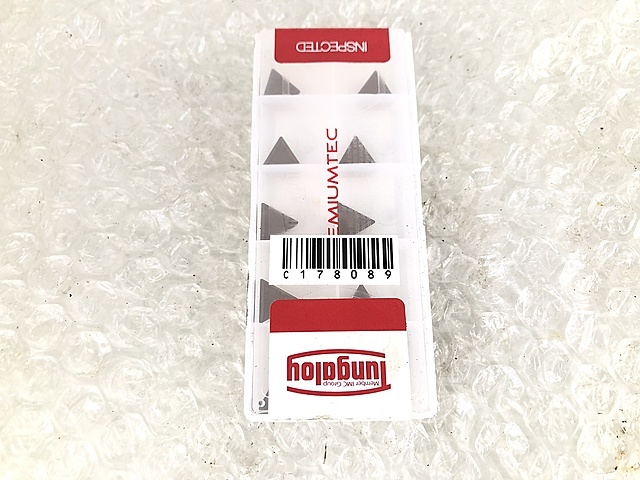 INSPECTED
EMIUMTEC
C178089
Tungaloy
Member IMC Group